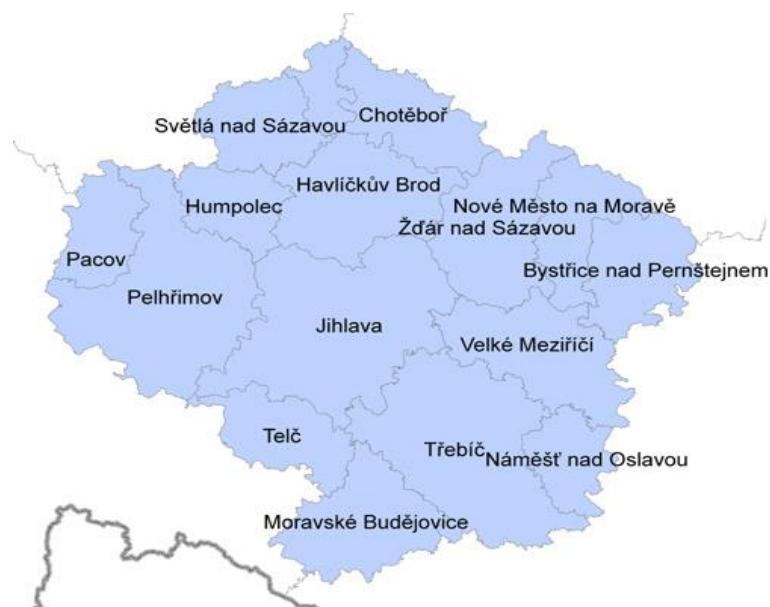 Chotěboř
Světlá nad Sázavou
Havlíčkův Brod
Humpolec
Nové Město na Moravě
Žďár nad Sázavou
Pacov
Bystřice nad Pernštejnem
Pelhřimov
Jihlava
Velké Meziříčí
Telč
Třebíč
Náměšť nad Oslavou
Moravské Budějovice